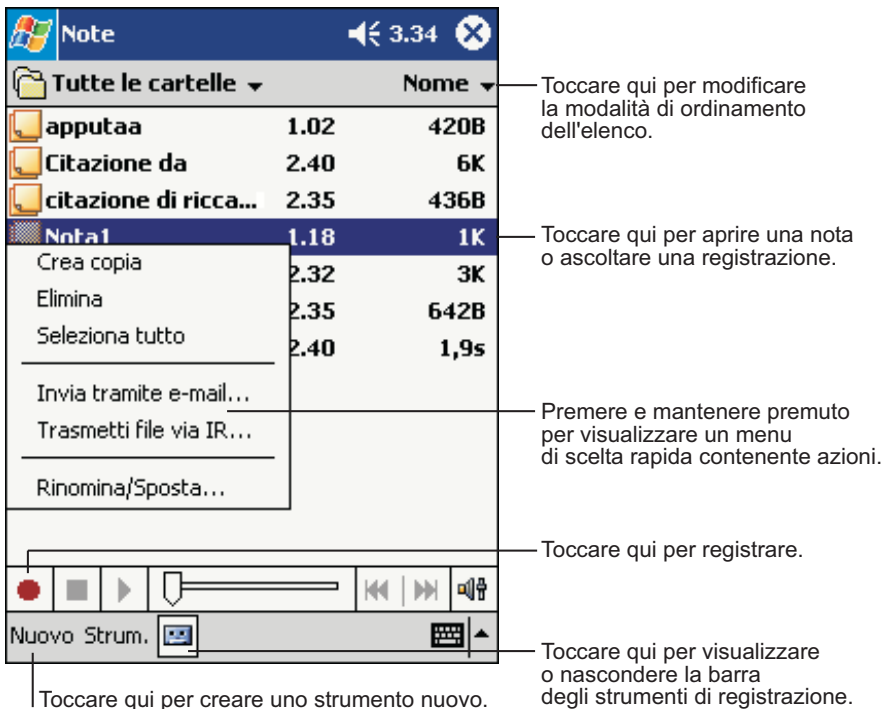 Note 3.34
Tutte le cartelle Nome
Toccare qui per modificare
la modalità di ordinamento
dell'elenco.
apputaa 1.02 420B
Citazione da 2.40 6K
citazione di ricca... 2.35 436B
Nota1 1.18 1K
Toccare qui per aprire una nota
o ascoltare una registrazione.
2.32 3K
2.35 642B
2.40 1,9s
Crea copia
Elimina
Seleziona tutto
Invia tramite e-mail...
Trasmetti file via IR...
Rinomina/Sposta...
Premere e mantenere premuto
per visualizzare un menu
di scelta rapida contenente azioni.
Toccare qui per registrare.
Nuovo Strum.
Toccare qui per visualizzare
o nascondere la barra
degli strumenti di registrazione.
Toccare qui per creare uno strumento nuovo.